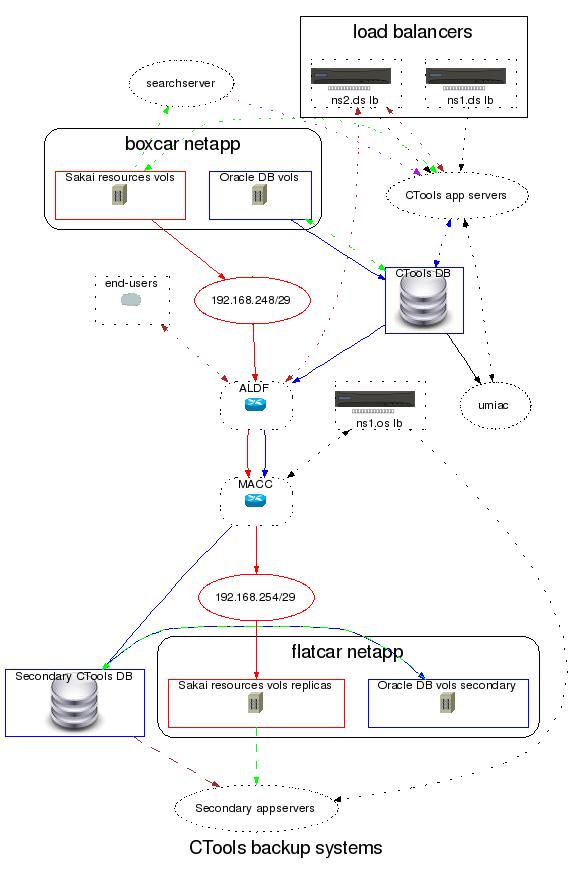 load balancers
ns2.ds lb
ns1.ds lb
searchserver
boxcar netapp
Sakai resources vols
Oracle DB vols
CTools app servers
CTools DB
end-users
192.168.248/29
ALDF
ns1.os lb
umiac
MACC
192.168.254/29
flatcar netapp
Secondary CTools DB
Sakai resources vols replicas
Oracle DB vols secondary
Secondary appservers
CTools backup systems